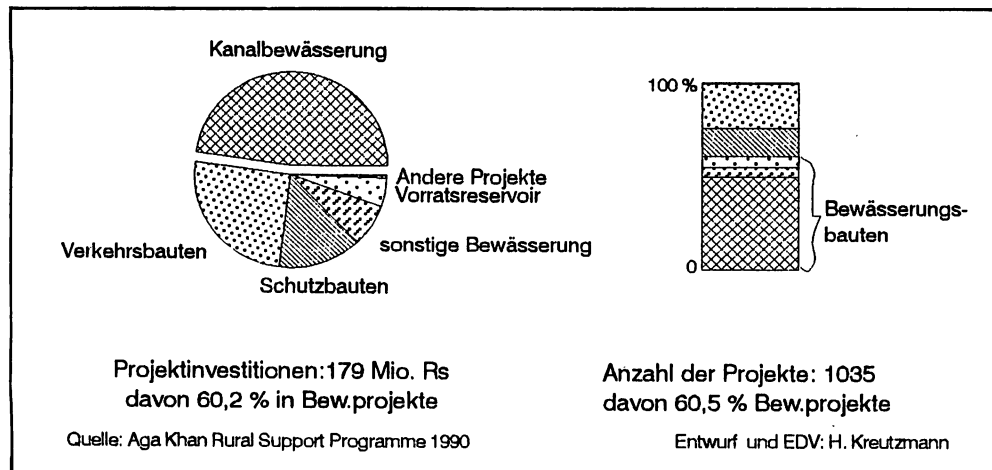 Kanalbewässerung
Andere Projekte
Vorratsreservoir
sonstige Bewässerung
Verkehrsbauten
Schutzbauten
100 %
0
Bewässerungs-
bauten
Projektinvestitionen:179 Mio. Rs
davon 60,2 % in Bew.projekte
Anzahl der Projekte: 1035
davon 60,5 % Bew.projekte
Quelle: Aga Khan Rural Support Programme 1990
Entwurf und EDV: H. Kreutzmann